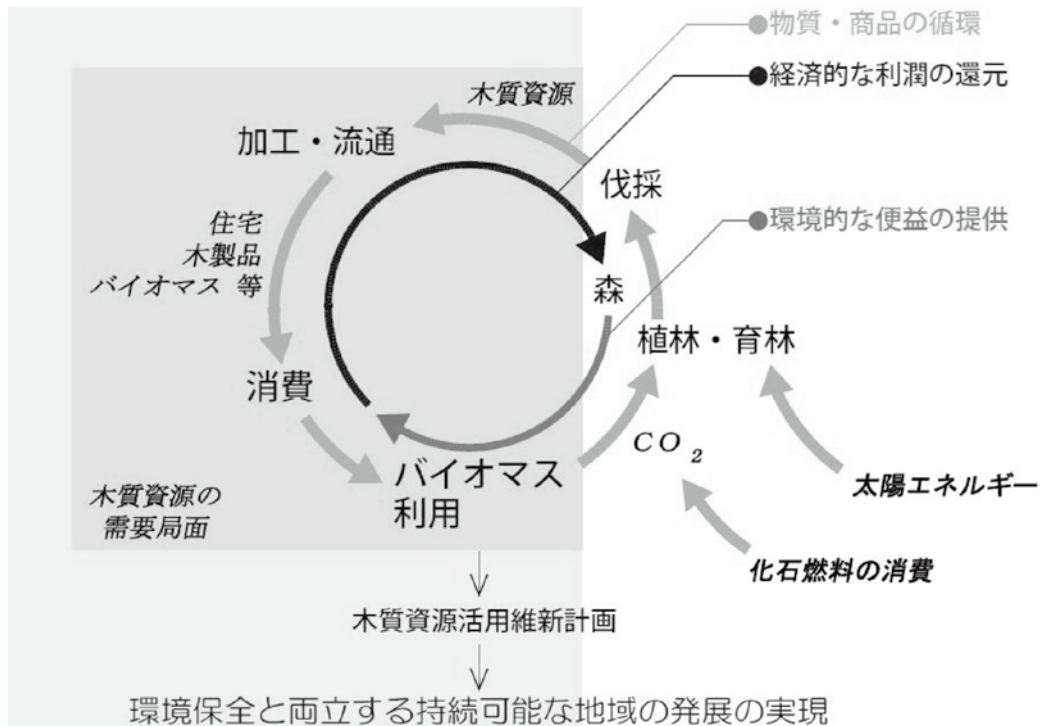 ●物質・商品の循環
●経済的な利潤の還元
木質資源
加工・流通
伐採
●環境的な便益の提供
住宅
木製品
バイオマス 等
森
植林・育林
消費
CO₂
バイオマス
利用
太陽エネルギー
木質資源の
需要局面
化石燃料の消費
木質資源活用維新計画
環境保全と両立する持続可能な地域の発展の実現